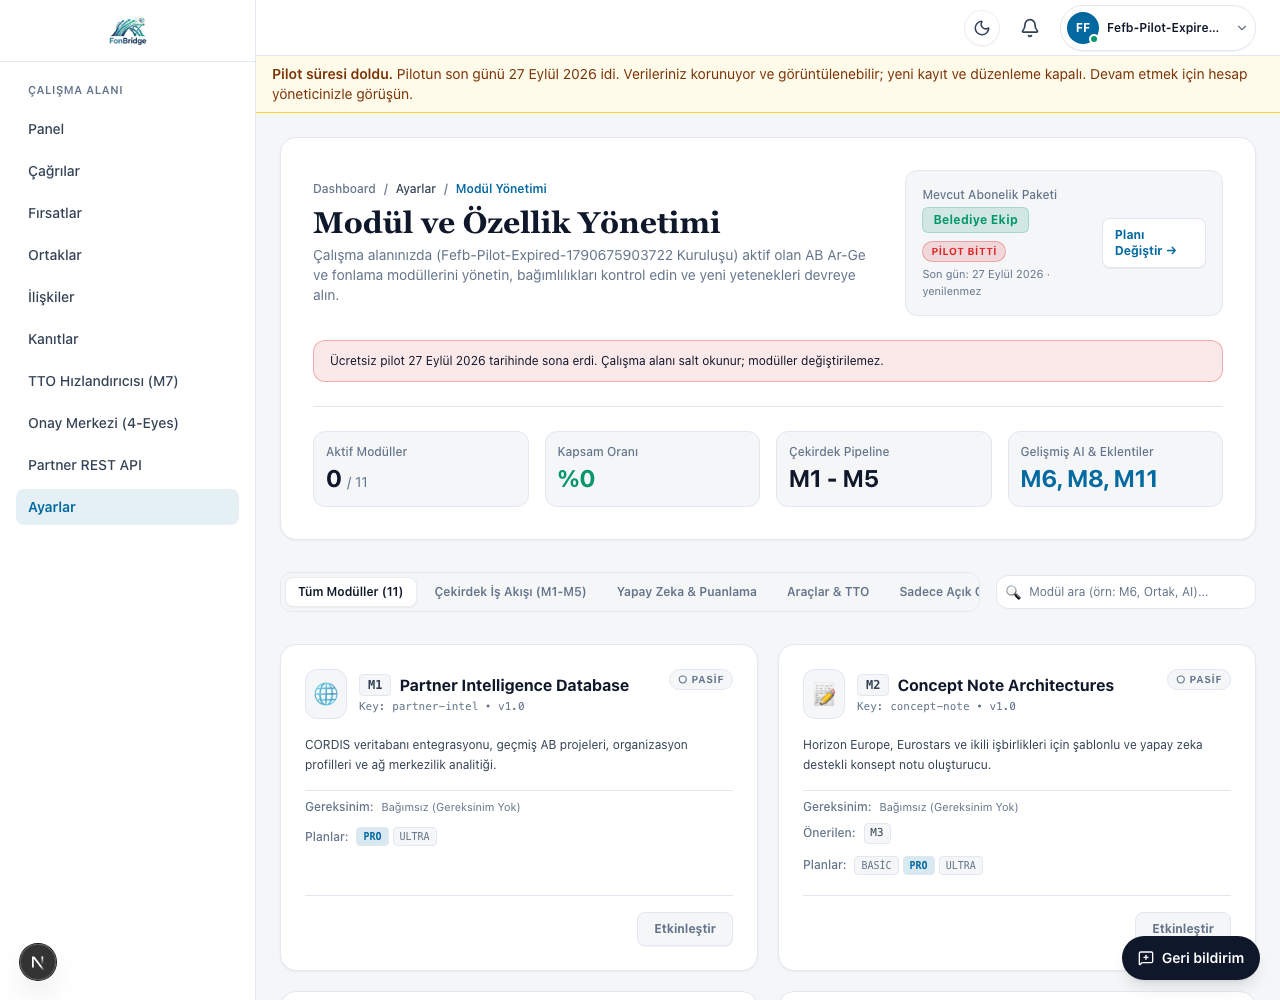 FonBridge
FF
Fefb-Pilot-Expire...
ÇALIŞMA ALANI
Panel
Çağrılar
Fırsatlar
Ortaklar
İlişkiler
Kanıtlar
TTO Hızlandırıcısı (M7)
Onay Merkezi (4-Eyes)
Partner REST API
Ayarlar
Pilot süresi doldu. Pilotun son günü 27 Eylül 2026 idi. Verileriniz korunuyor ve görüntülenebilir; yeni kayıt ve düzenleme kapalı. Devam etmek için hesap
yöneticinizle görüşün.
Dashboard / Ayarlar / Modül Yönetimi
Modül ve Özellik Yönetimi
Çalışma alanınızda (Fefb-Pilot-Expired-1790675903722 Kuruluşu) aktif olan AB Ar-Ge
ve fonlama modüllerini yönetin, bağımlılıkları kontrol edin ve yeni yetenekleri devreye
alın.
Mevcut Abonelik Paketi
Belediye Ekip
PİLOT BİTTİ
Son gün: 27 Eylül 2026 ·
yenilenmez
Planı
Değiştir →
Ücretsiz pilot 27 Eylül 2026 tarihinde sona erdi. Çalışma alanı salt okunur; modüller değiştirilemez.
Aktif Modüller
0 / 11
Kapsam Oranı
%0
Çekirdek Pipeline
M1 - M5
Gelişmiş AI & Eklentiler
M6, M8, M11
Tüm Modüller (11)
Çekirdek İş Akışı (M1-M5)
Yapay Zeka & Puanlama
Araçlar & TTO
Sadece Açık
Modül ara (örn: M6, Ortak, AI)...
M1 Partner Intelligence Database
PASİF
Key: partner-intel • v1.0
CORDIS veritabanı entegrasyonu, geçmiş AB projeleri, organizasyon
profilleri ve ağ merkezilik analitiği.
Gereksinim: Bağımsız (Gereksinim Yok)
Planlar: PRO ULTRA
Etkinleştir
M2 Concept Note Architectures
PASİF
Key: concept-note • v1.0
Horizon Europe, Eurostars ve ikili işbirlikleri için şablonlu ve yapay zeka
destekli konsept notu oluşturucu.
Gereksinim: Bağımsız (Gereksinim Yok)
Önerilen: M3
Planlar: BASİC PRO ULTRA
Etkinleştir
N
Geri bildirim